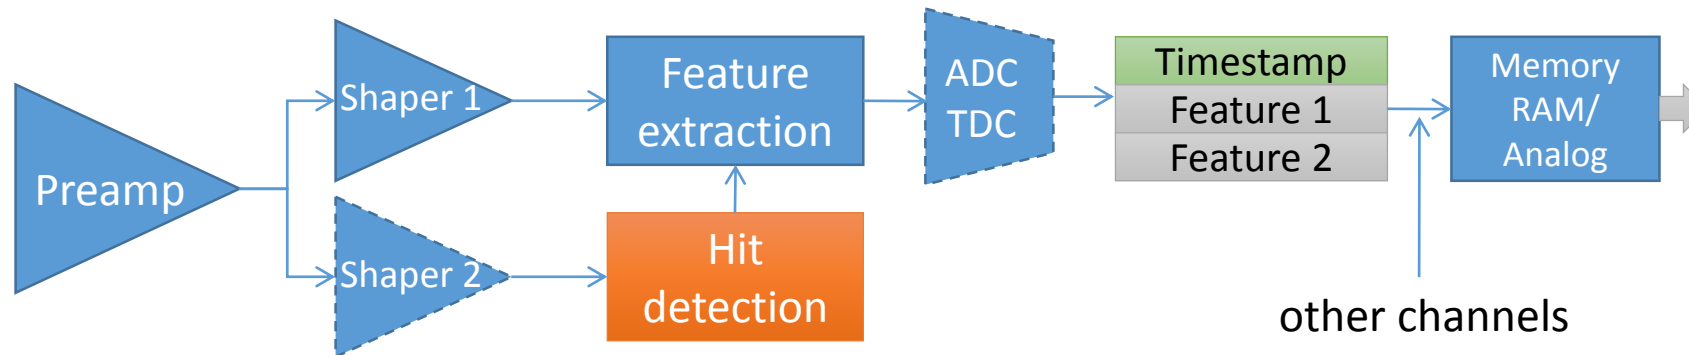 Preamp
Shaper 1
Shaper 2
Feature
extraction
Hit
detection
ADC
TDC
Timestamp
Feature 1
Feature 2
Memory
RAM/
Analog
other channels